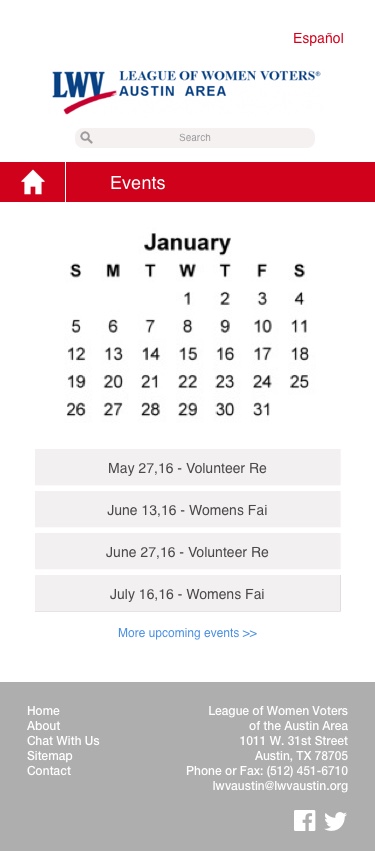 Español
LWV LEAGUE OF WOMEN VOTERS®
AUSTIN AREA
Search
Events
January
S M T W T F S
1 2 3 4
5 6 7 8 9 10 11
12 13 14 15 16 17 18
19 20 21 22 23 24 25
26 27 28 29 30 31
May 27,16 - Volunteer Re
June 13,16 - Womens Fai
June 27,16 - Volunteer Re
July 16,16 - Womens Fai
More upcoming events >>
Home
About
Chat With Us
Sitemap
Contact
League of Women Voters
of the Austin Area
1011 W. 31st Street
Austin, TX 78705
Phone or Fax: (512) 451-6710
lwvaustin@lwvaustin.org